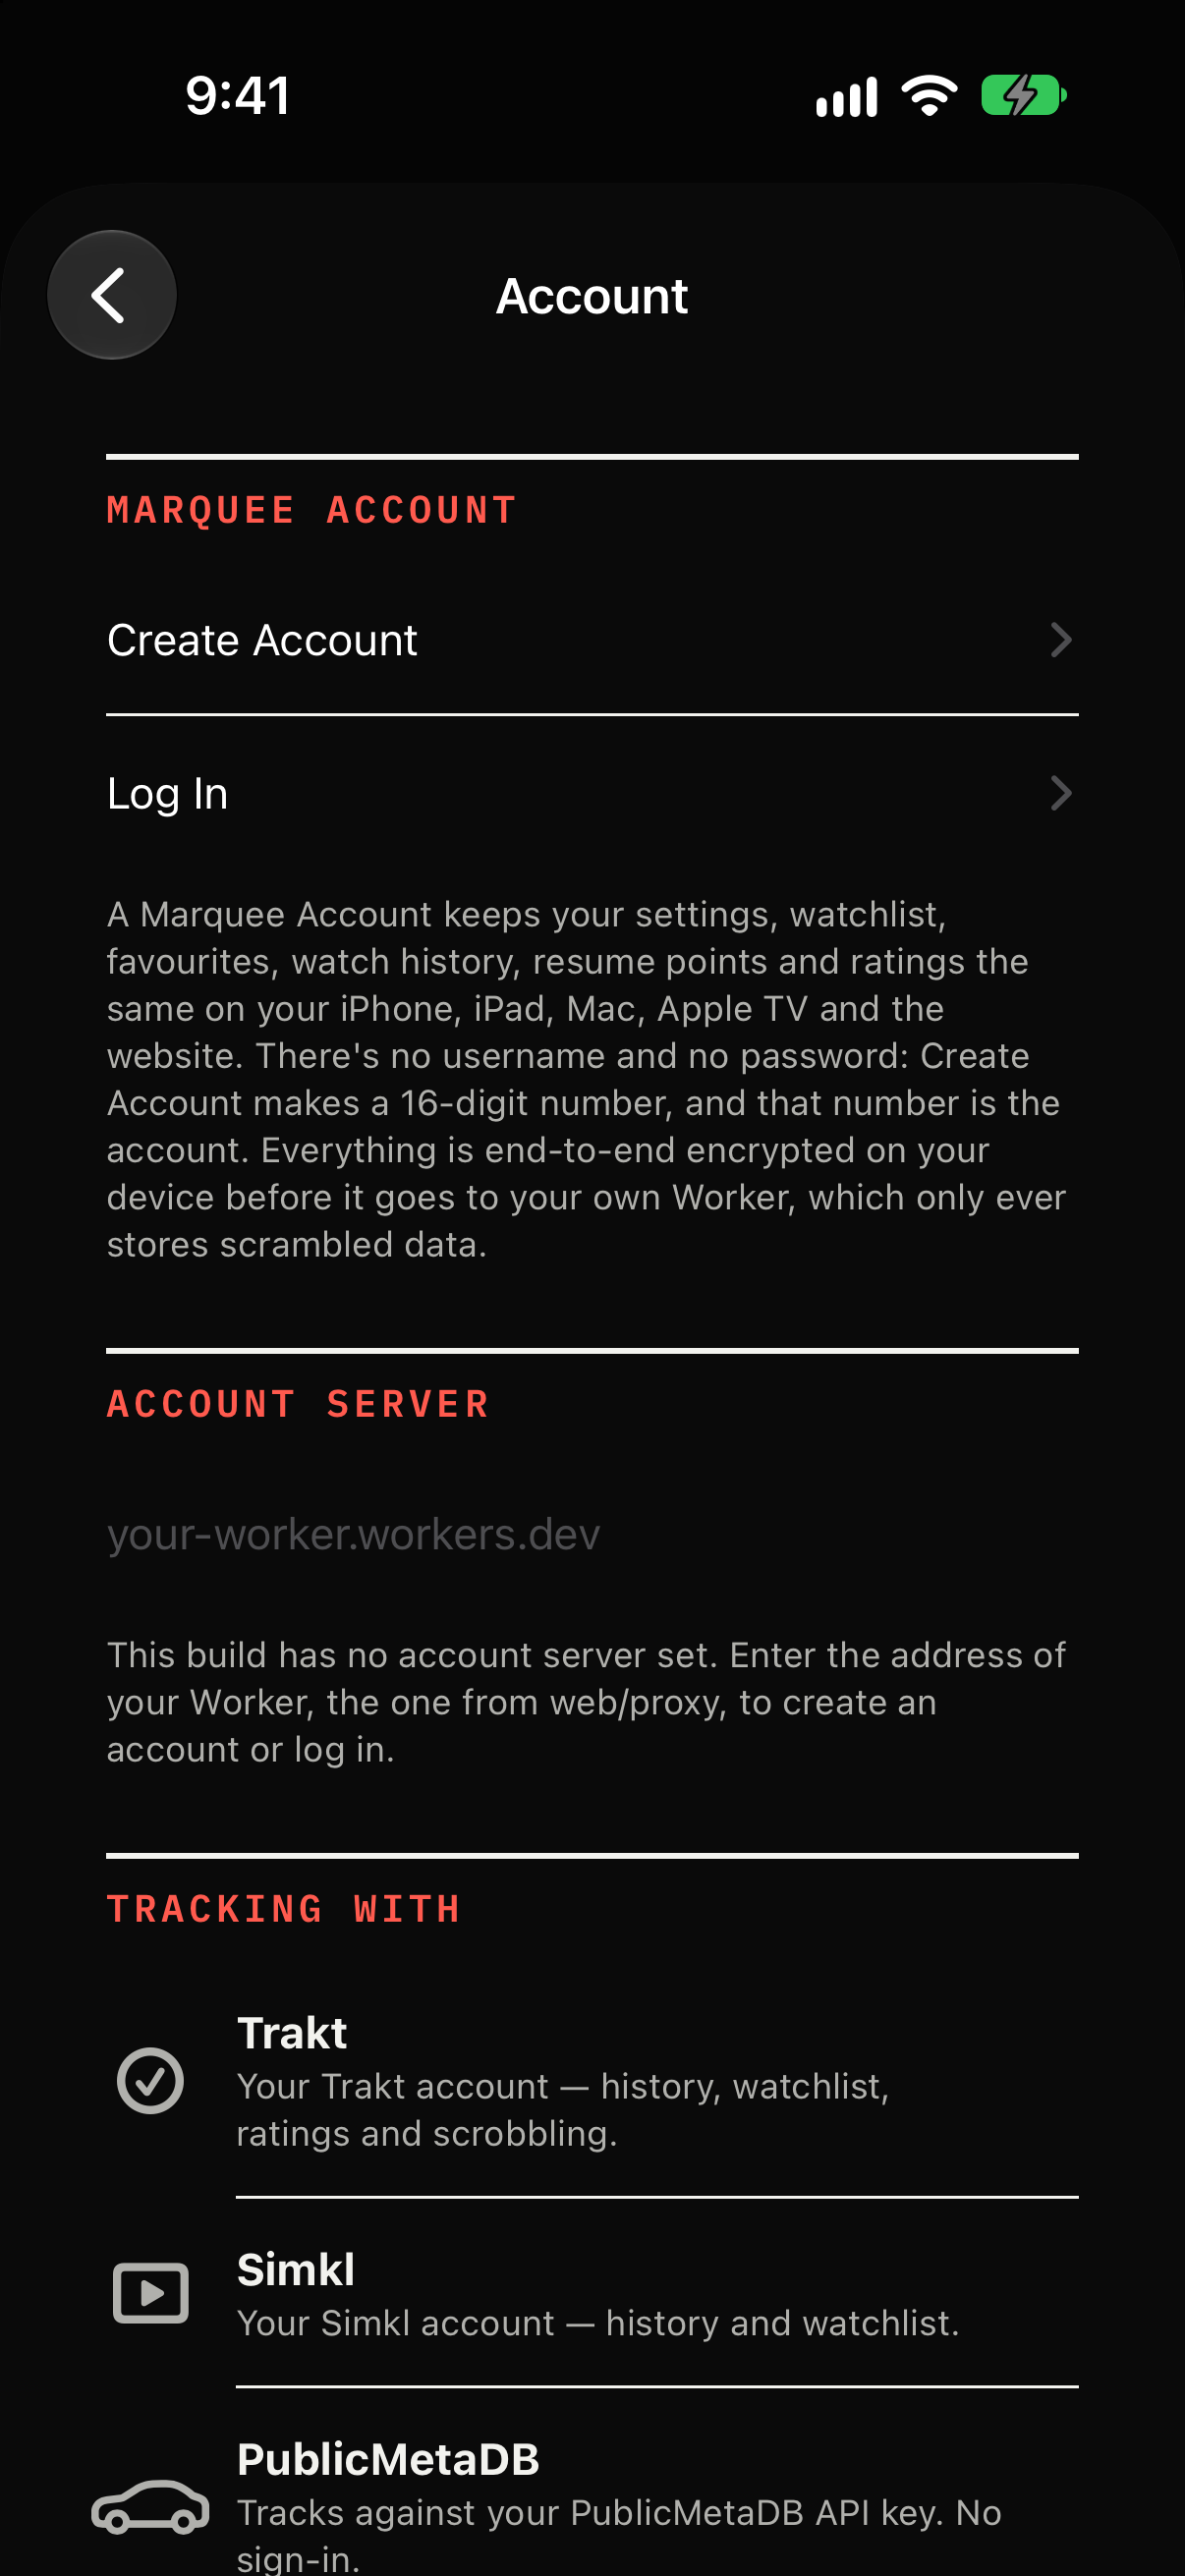 9:41
Account
MARQUEE ACCOUNT
Create Account
Log In
A Marquee Account keeps your settings, watchlist,
favourites, watch history, resume points and ratings the
same on your iPhone, iPad, Mac, Apple TV and the
website. There's no username and no password: Create
Account makes a 16-digit number, and that number is the
account. Everything is end-to-end encrypted on your
device before it goes to your own Worker, which only ever
stores scrambled data.
ACCOUNT SERVER
your-worker.workers.dev
This build has no account server set. Enter the address of
your Worker, the one from web/proxy, to create an
account or log in.
TRACKING WITH
Trakt
Your Trakt account — history, watchlist,
ratings and scrobbling.
Simkl
Your Simkl account — history and watchlist.
PublicMetaDB
Tracks against your PublicMetaDB API key. No
sign-in.